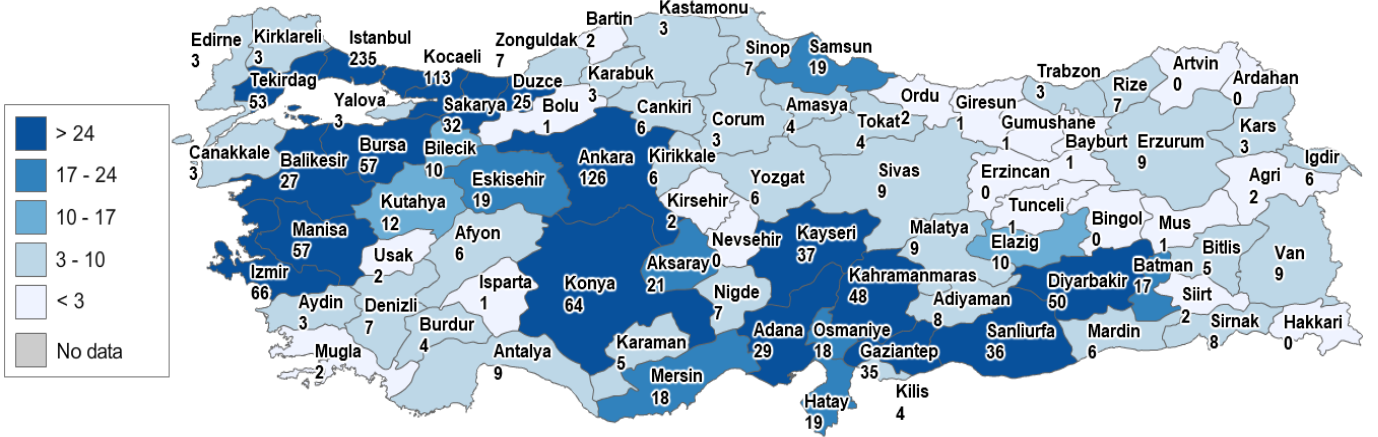 > 24
17 - 24
10 - 17
3 - 10
< 3
No data
Edirne
3
Kirklareli
3
Istanbul
235
Tekirdag
53
Kocaeli
113
Yalova
3
Sakarya
32
Zonguldak
7
Duzce
25
Bartin
2
Kastamonu
3
Karabuk
3
Bolu
1
Cankiri
6
Sinop
7
Samsun
19
Corum
3
Amasya
4
Tokat
4
Ordu
2
Giresun
1
Trabzon
3
Gumushane
1
Bayburt
1
Rize
7
Artvin
0
Ardahan
0
Kars
3
Igdir
6
Erzurum
9
Agri
2
Canakkale
3
Balikesir
27
Bursa
57
Bilecik
10
Eskisehir
19
Kutahya
12
Ankara
126
Kirikkale
6
Kirsehir
2
Yozgat
6
Sivas
9
Erzincan
0
Tunceli
1
Bingol
0
Mus
1
Bitlis
5
Van
9
Manisa
57
Izmir
66
Usak
2
Afyon
6
Isparta
1
Konya
64
Aksaray
21
Nevsehir
0
Kayseri
37
Malatya
9
Elazig
10
Diyarbakir
50
Batman
17
Siirt
2
Sirnak
8
Hakkari
0
Aydin
3
Denizli
7
Mugla
2
Burdur
4
Antalya
9
Karaman
5
Mersin
18
Nigde
7
Adana
29
Osmaniye
18
Kahramanmaras
48
Adiyaman
8
Gaziantep
35
Sanliurfa
36
Mardin
6
Kilis
4
Hatay
19